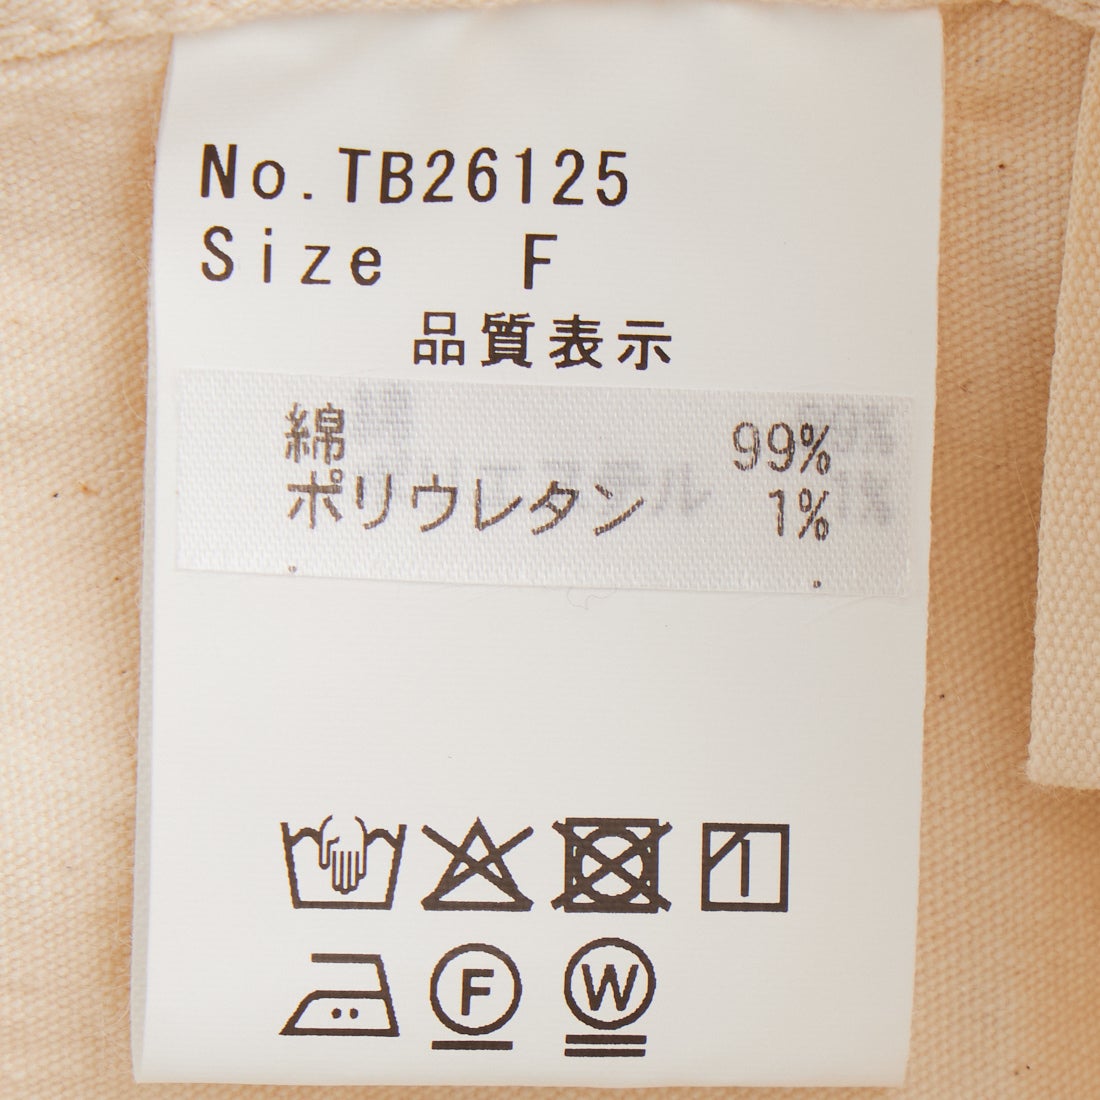 No.TB26125
Size F
品質表示
綿 99%
ポリウレタン 1%
F W